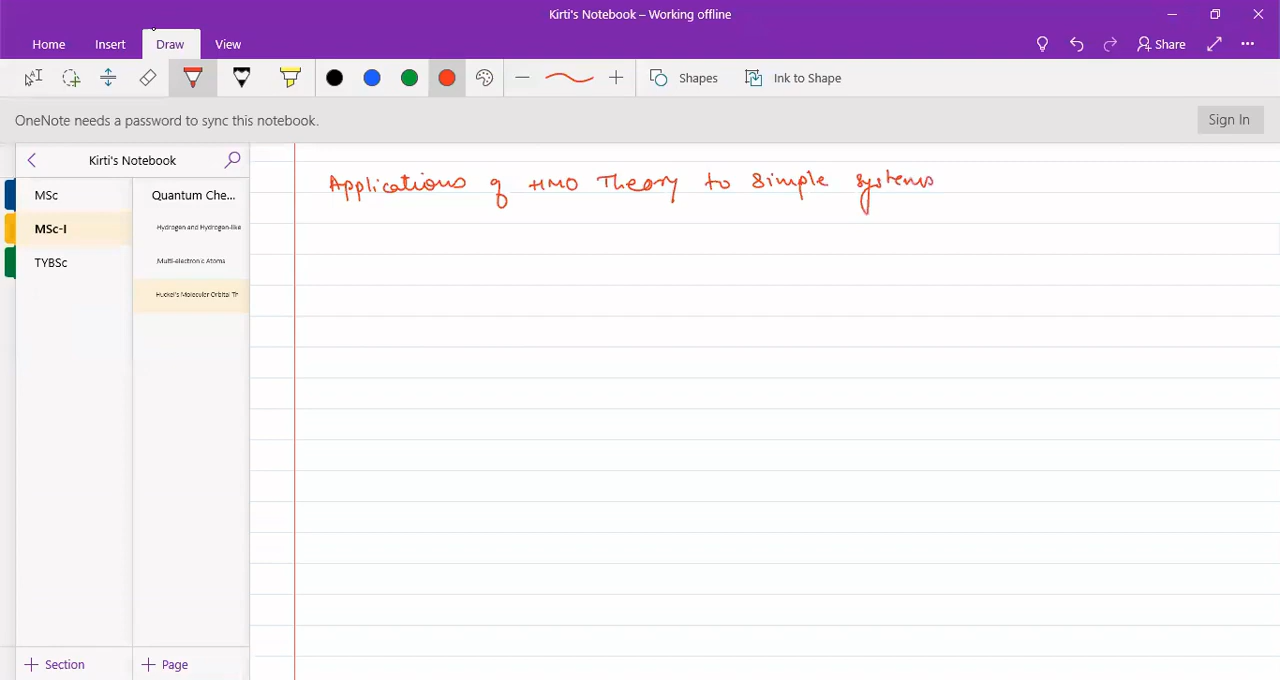 Kirti's Notebook – Working offline
Home Insert Draw View
Share
Shapes Ink to Shape
OneNote needs a password to sync this notebook.
Sign In
Kirti's Notebook
MSc
MSc-I
TYBSc
Quantum Che...
Hydrogen and Hydrogen-like
Multi-electronic Atoms
Huckel's Molecular Orbital Th
Applications of HMO Theory to Simple Systems
Section
Page